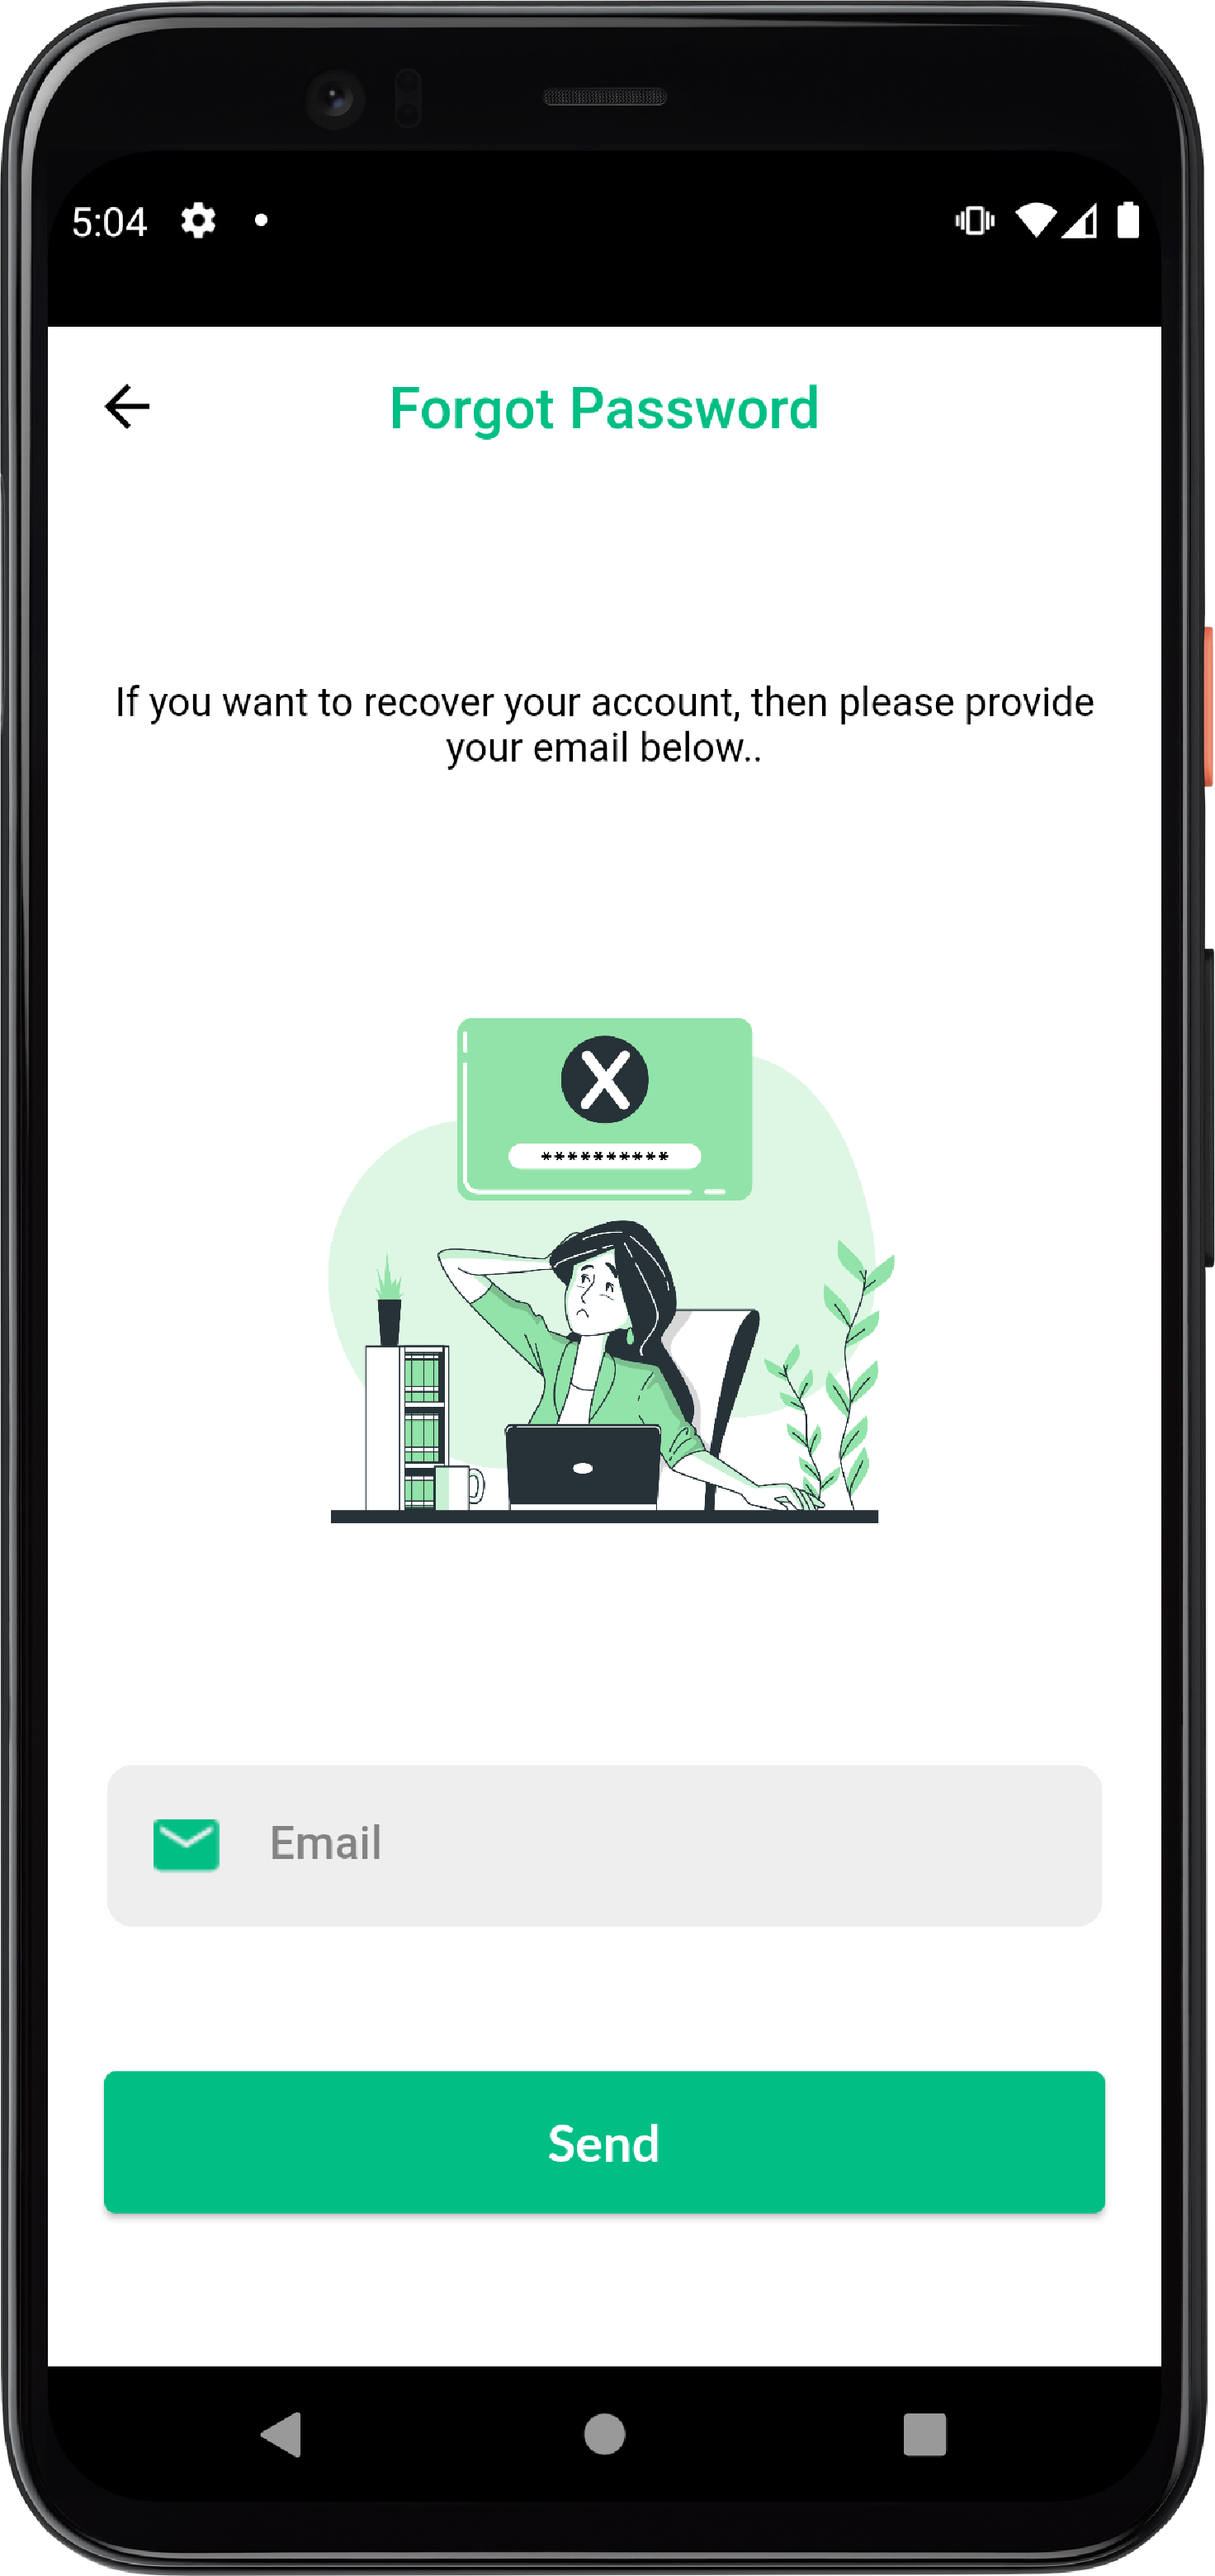 5:04
Forgot Password
If you want to recover your account, then please provide
your email below..
X
**********
Email
Send